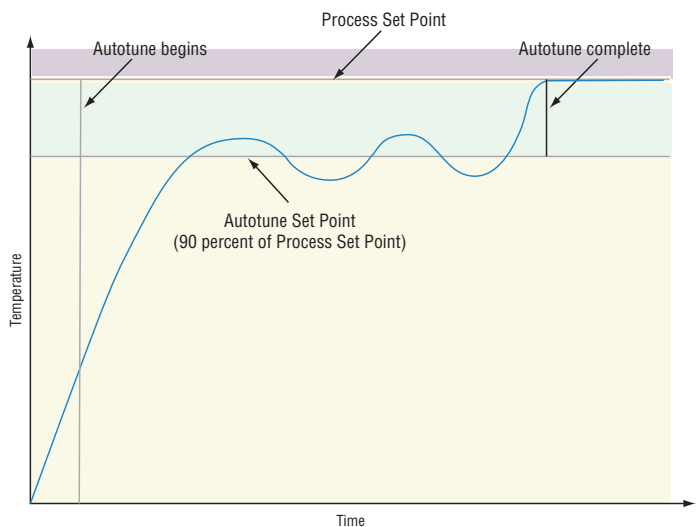 Process Set Point
Autotune begins
Autotune complete
Autotune Set Point
(90 percent of Process Set Point)
Temperature
Time